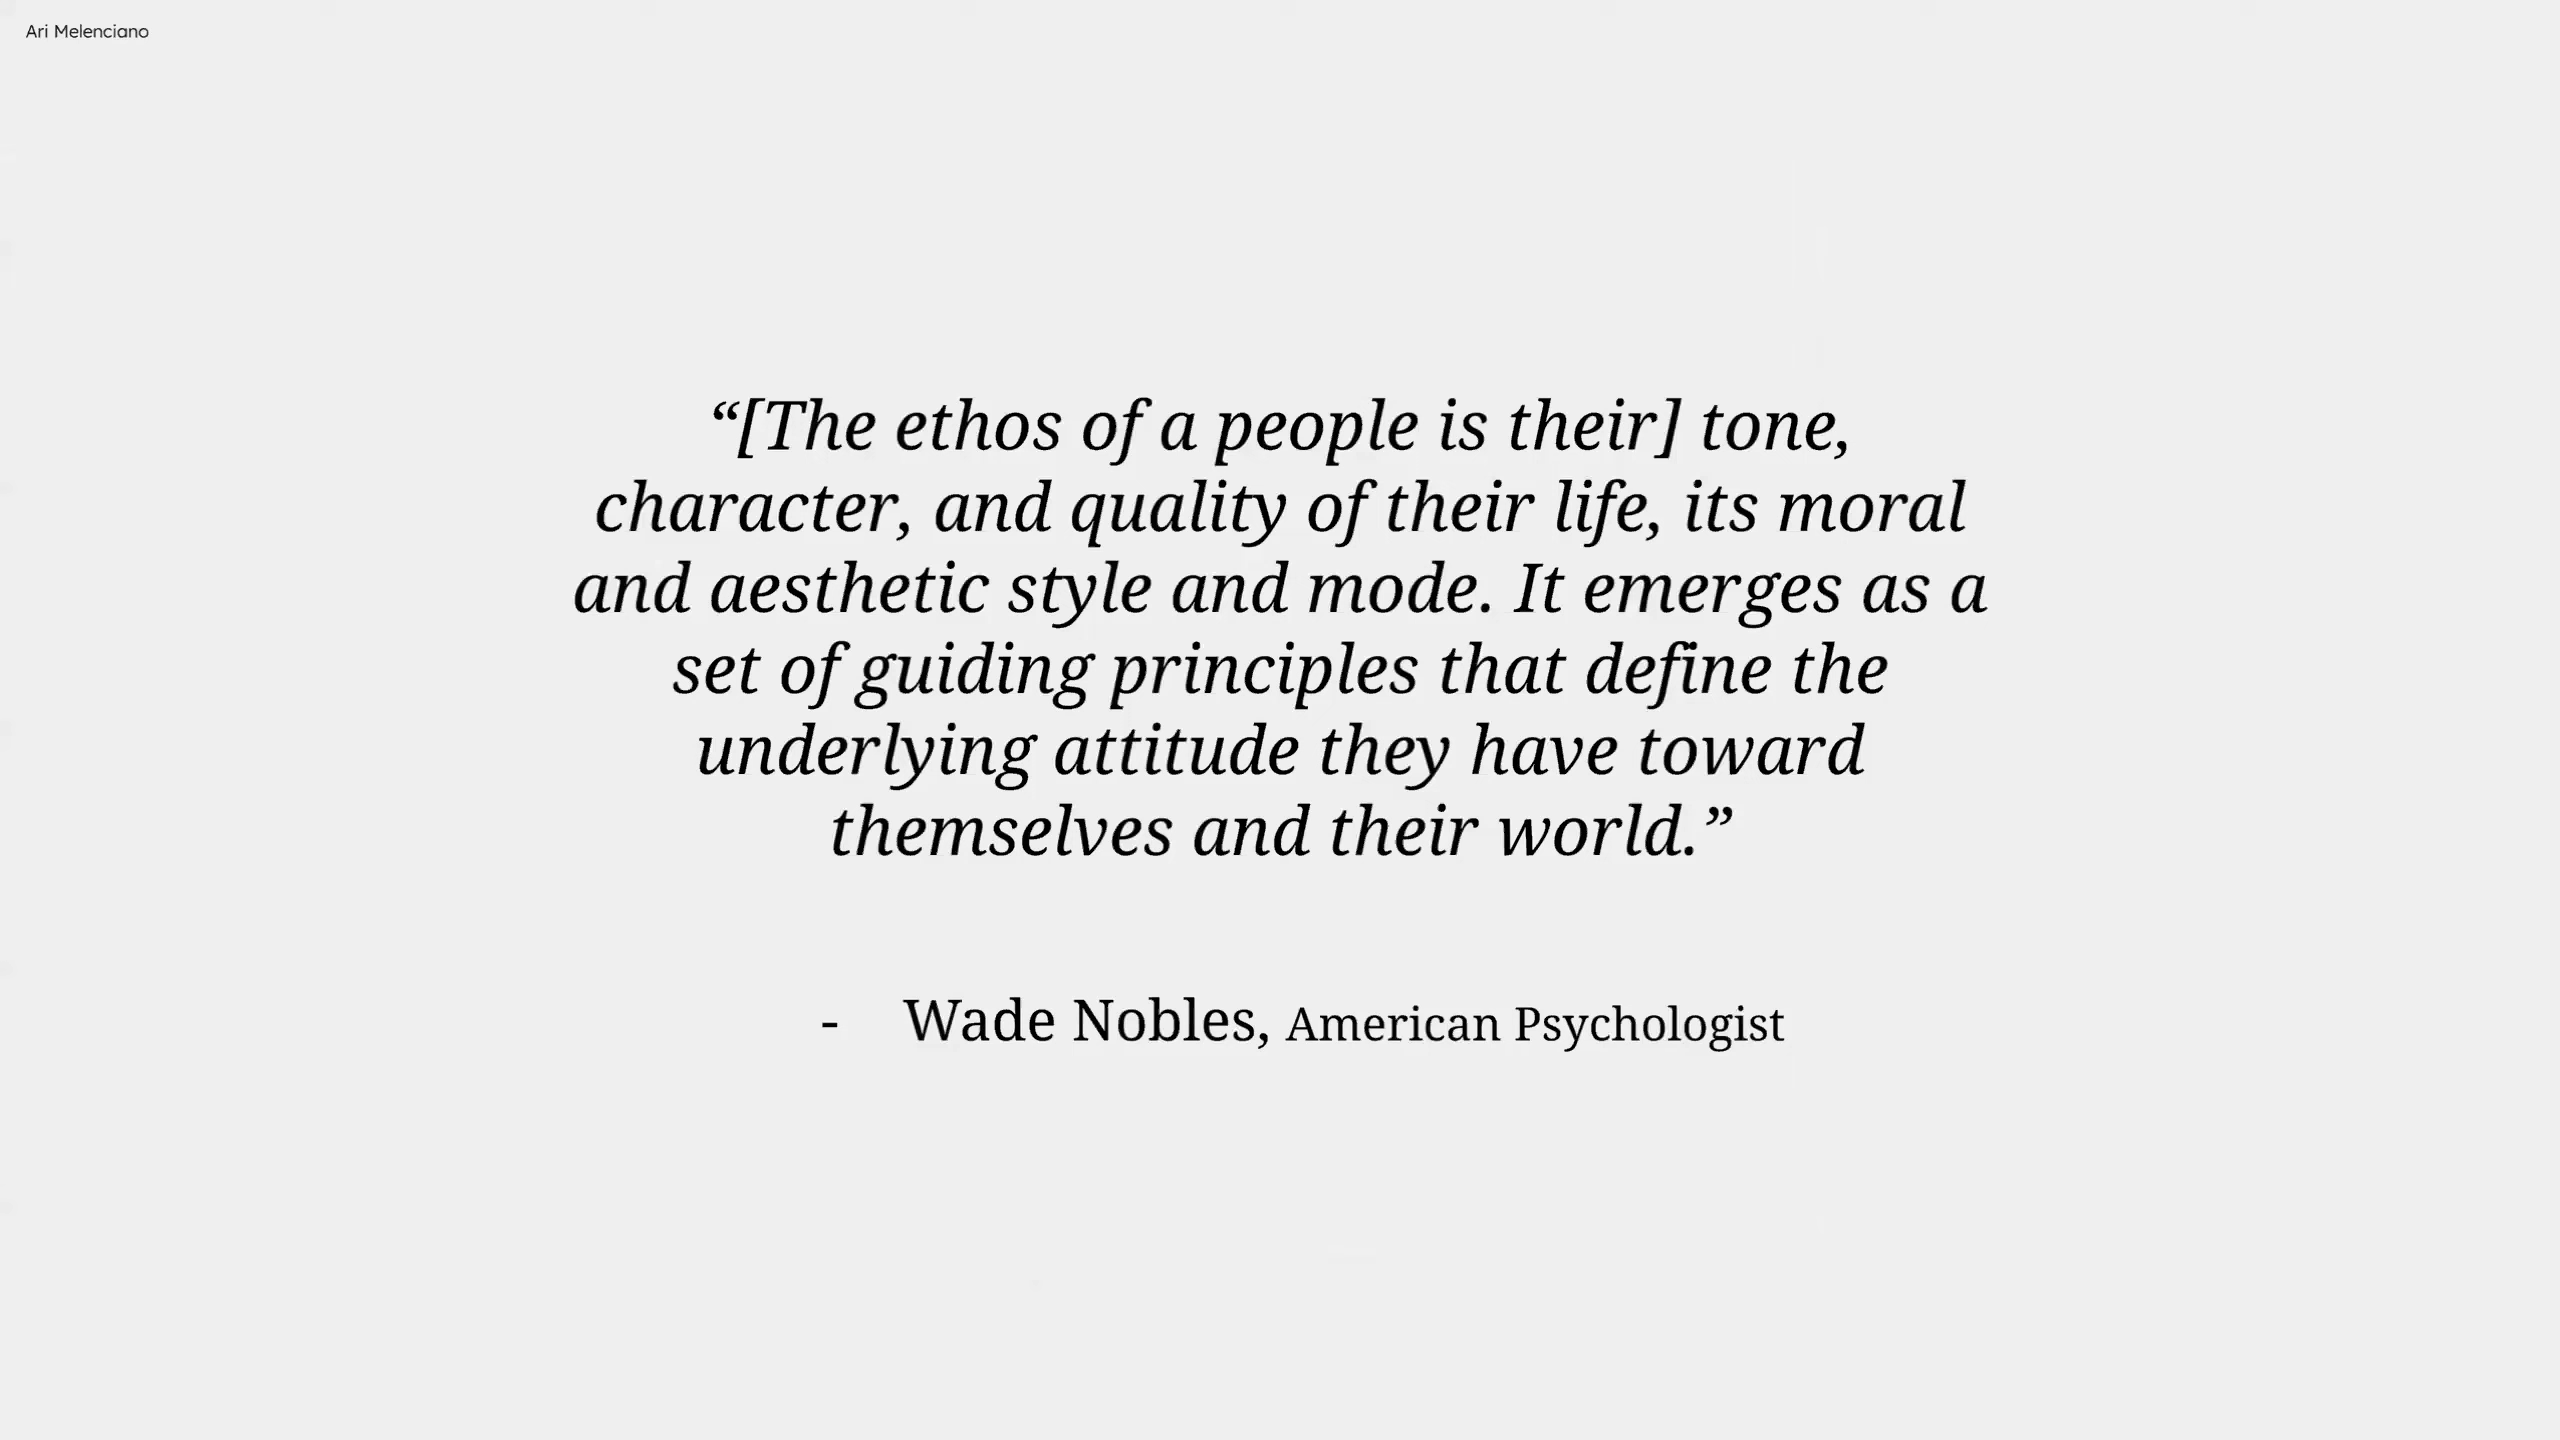 Ari Melenciano
“[The ethos of a people is their] tone,
character, and quality of their life, its moral
and aesthetic style and mode. It emerges as a
set of guiding principles that define the
underlying attitude they have toward
themselves and their world.”
- Wade Nobles, American Psychologist